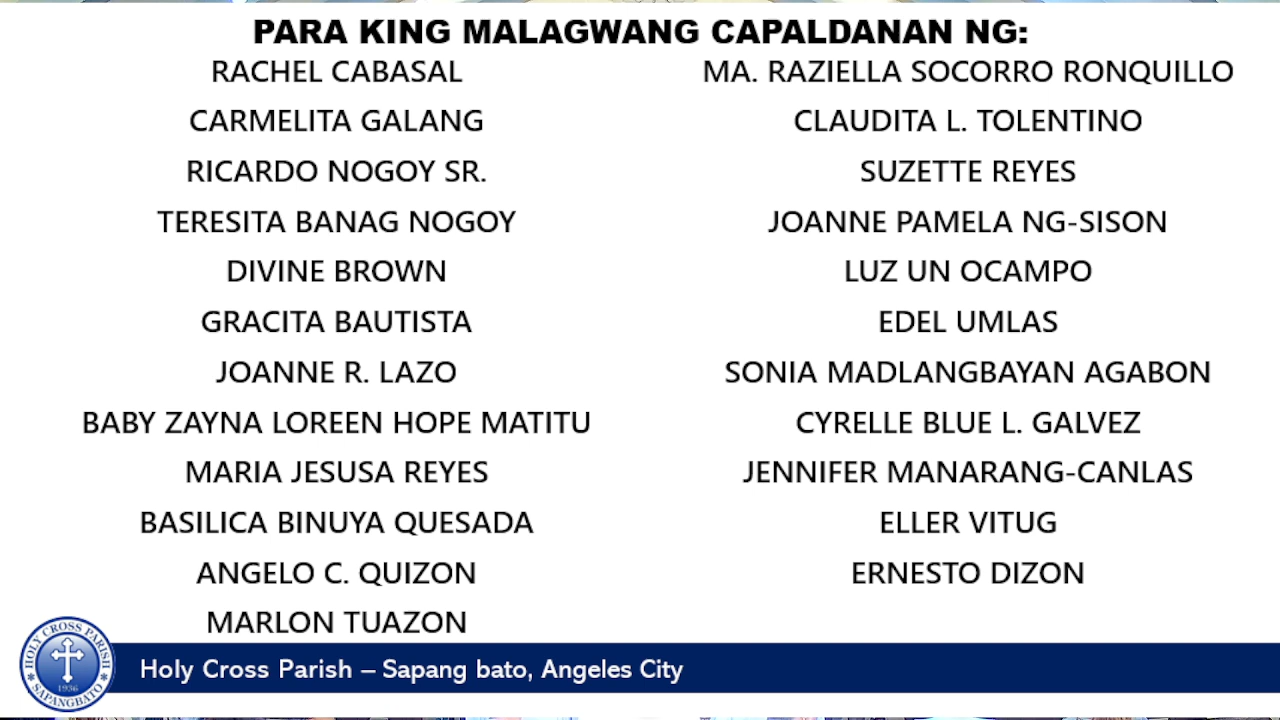 PARA KING MALAGWANG CAPALDANAN NG:
RACHEL CABASAL
CARMELITA GALANG
RICARDO NOGOY SR.
TERESITA BANAG NOGOY
DIVINE BROWN
GRACITA BAUTISTA
JOANNE R. LAZO
BABY ZAYNA LOREEN HOPE MATITU
MARIA JESUSA REYES
BASILICA BINUYA QUESADA
ANGELO C. QUIZON
MARLON TUAZON
MA. RAZIELLA SOCORRO RONQUILLO
CLAUDITA L. TOLENTINO
SUZETTE REYES
JOANNE PAMELA NG-SISON
LUZ UN OCAMPO
EDEL UMLAS
SONIA MADLANGBAYAN AGABON
CYRELLE BLUE L. GALVEZ
JENNIFER MANARANG-CANLAS
ELLER VITUG
ERNESTO DIZON
HOLY CROSS PARISH
1936
SAPANGBATO
Holy Cross Parish – Sapang bato, Angeles City